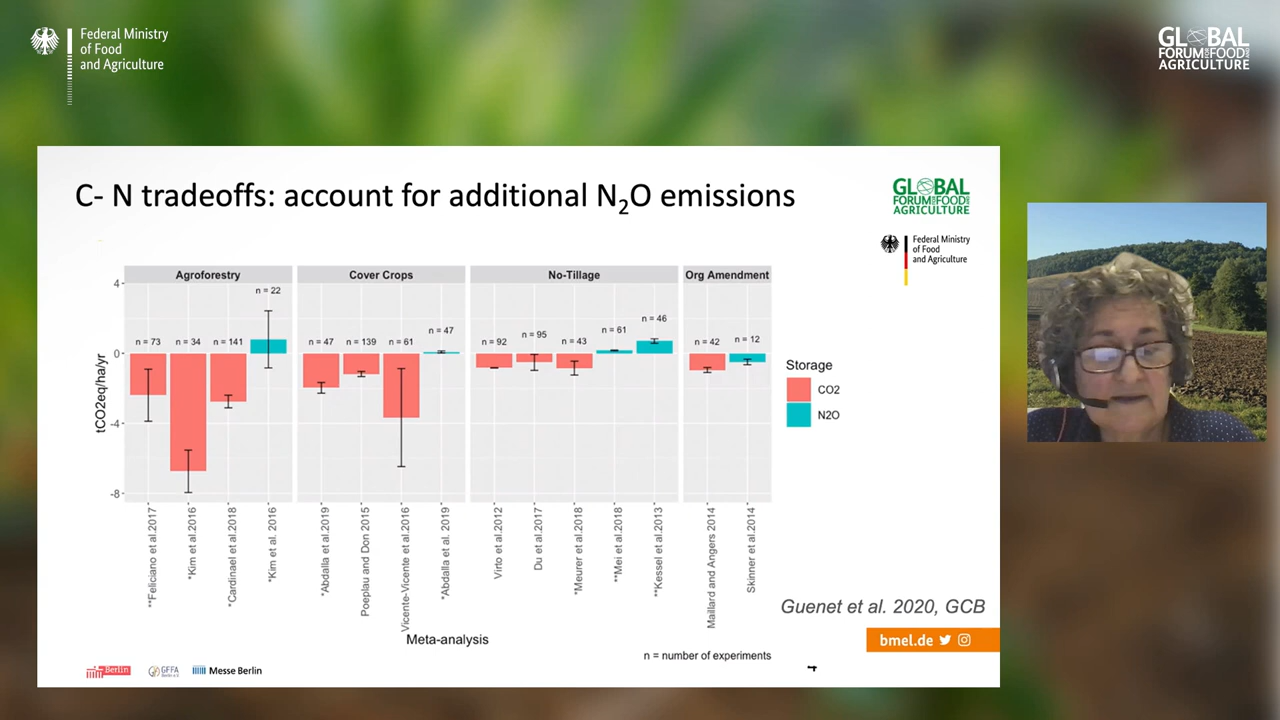 Federal Ministry
of Food
and Agriculture
GLOBAL
FORUM FOR FOOD AND
AGRICULTURE
C- N tradeoffs: account for additional N₂O emissions
GLOBAL
FORUM FOR FOOD AND
AGRICULTURE
Federal Ministry
of Food
and Agriculture
Agroforestry
Cover Crops
No-Tillage
Org Amendment
n = 73
n = 34
n = 141
n = 22
n = 47
n = 139
n = 61
n = 47
n = 92
n = 95
n = 43
n = 61
n = 46
n = 42
n = 12
4
0
-4
-8
tCO2eq/ha/yr
Storage
CO2
N2O
**Feliciano et al.2017
*Kim et al.2016
*Cardinael et al.2018
*Kim et al. 2016
*Abdalla et al.2019
Poeplau and Don 2015
Vicente-Vicente et al.2016
*Abdalla et al. 2019
Virto et al.2012
Du et al.2017
*Meurer et al.2018
**Mei et al.2018
**Kessel et al.2013
Maillard and Angers 2014
Skinner et al.2014
Meta-analysis
Guenet et al. 2020, GCB
bmel.de
n = number of experiments
Berlin
GFFA
Messe Berlin